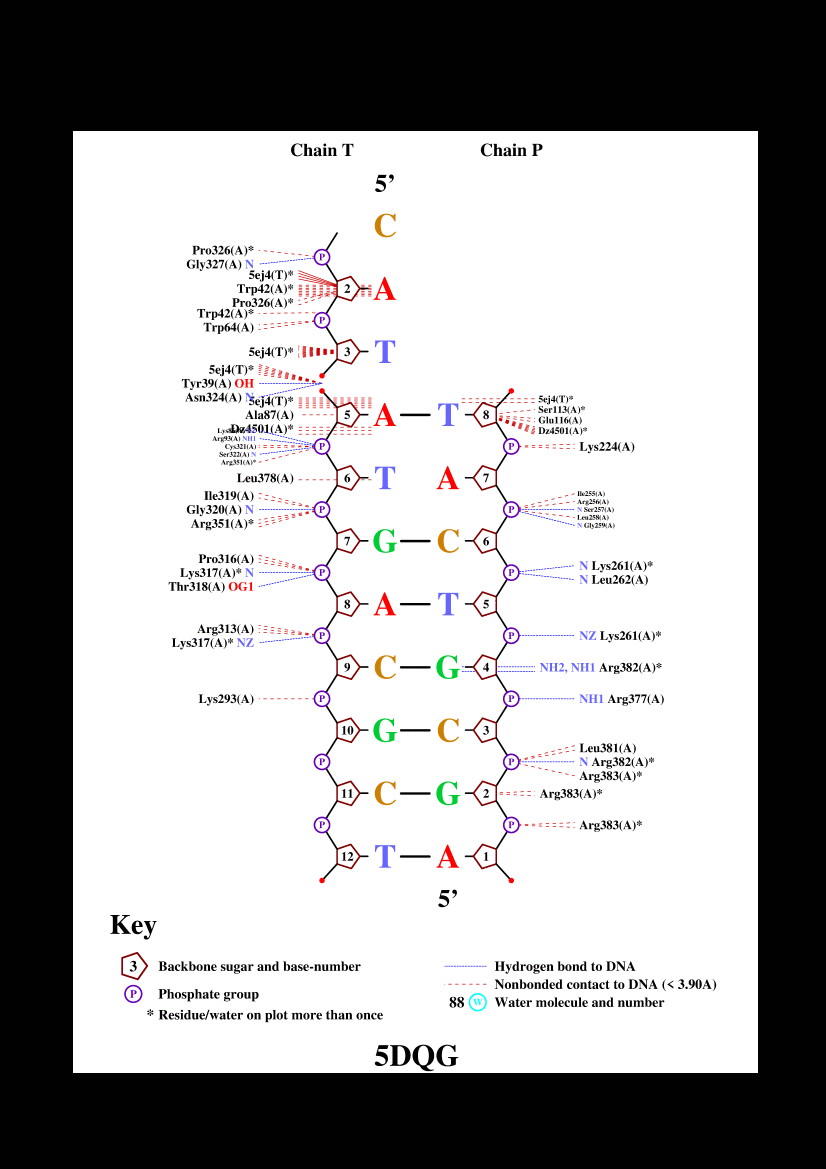 Chain T Chain P
5’
C
Pro326(A)*
P
Gly327(A) N
5ej4(T)*
Trp42(A)* 2 A
Pro326(A)*
Trp42(A)*
P
Trp64(A)
5ej4(T)* 3 T
5ej4(T)*
Tyr39(A) OH
Asn324(A) N
5ej4(T)* 5ej4(T)*
Ser113(A)*
Ala87(A) 5 A T 8
Glu116(A)
Dz4501(A)* Dz4501(A)*
Arg93(A) NH1
Cys321(A) P P Lys224(A)
Ser322(A) N
Arg351(A)*
Leu378(A) 6 T A 7
Ile319(A) Ile255(A)
Arg256(A)
Gly320(A) N P P N Ser257(A)
Leu258(A)
Arg351(A)* N Gly259(A)
7 G C 6
Pro316(A)
N Lys261(A)*
Lys317(A)* N P P
N Leu262(A)
Thr318(A) OG1
8 A T 5
Arg313(A)
P P NZ Lys261(A)*
Lys317(A)* NZ
9 C G 4 NH2, NH1 Arg382(A)*
Lys293(A) P P NH1 Arg377(A)
10 G C 3
Leu381(A)
P P N Arg382(A)*
Arg383(A)*
11 C G 2 Arg383(A)*
P P Arg383(A)*
12 T A 1
5’
Key
3 Backbone sugar and base-number
Hydrogen bond to DNA
Nonbonded contact to DNA (< 3.90A)
P Phosphate group
88 W Water molecule and number
* Residue/water on plot more than once
5DQG